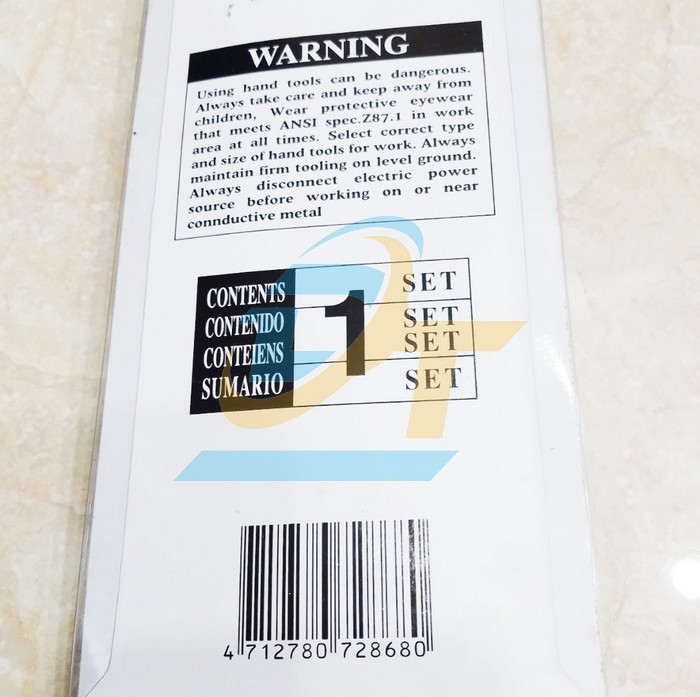 WARNING
Using hand tools can be dangerous.
Always take care and keep away from
children, Wear protective eyewear
that meets ANSI spec.Z87.1 in work
area at all times. Select correct type
and size of hand tools for work. Always
maintain firm tooling on level ground.
Always disconnect electric power
source before working on or near
connductive metal
CONTENTS 1 SET
CONTENIDO SET
CONTEIENS SET
SUMARIO SET
4 712780 728680